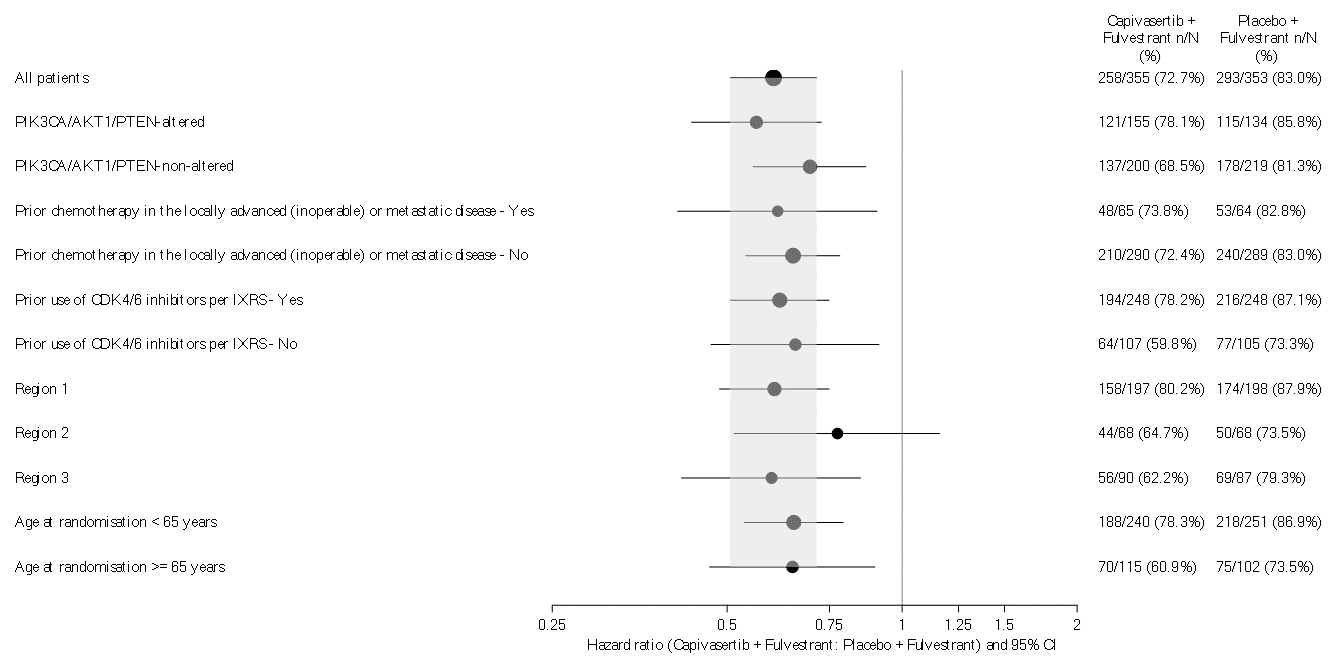 Capivasertib + Placebo +
Fulvestrant n/N Fulvestrant n/N
(%) (%)
All patients 258/355 (72.7%) 293/353 (83.0%)
PIK3CA/AKT1/PTEN-altered 121/155 (78.1%) 115/134 (85.8%)
PIK3CA/AKT1/PTEN-non-altered 137/200 (68.5%) 178/219 (81.3%)
Prior chemotherapy in the locally advanced (inoperable) or metastatic disease - Yes 48/65 (73.8%) 53/64 (82.8%)
Prior chemotherapy in the locally advanced (inoperable) or metastatic disease - No 210/290 (72.4%) 240/289 (83.0%)
Prior use of CDK4/6 inhibitors per IXRS - Yes 194/248 (78.2%) 216/248 (87.1%)
Prior use of CDK4/6 inhibitors per IXRS - No 64/107 (59.8%) 77/105 (73.3%)
Region 1 158/197 (80.2%) 174/198 (87.9%)
Region 2 44/68 (64.7%) 50/68 (73.5%)
Region 3 56/90 (62.2%) 69/87 (79.3%)
Age at randomisation < 65 years 188/240 (78.3%) 218/251 (86.9%)
Age at randomisation >= 65 years 70/115 (60.9%) 75/102 (73.5%)
0.25 0.5 0.75 1 1.25 1.5 2
Hazard ratio (Capivasertib + Fulvestrant : Placebo + Fulvestrant) and 95% CI